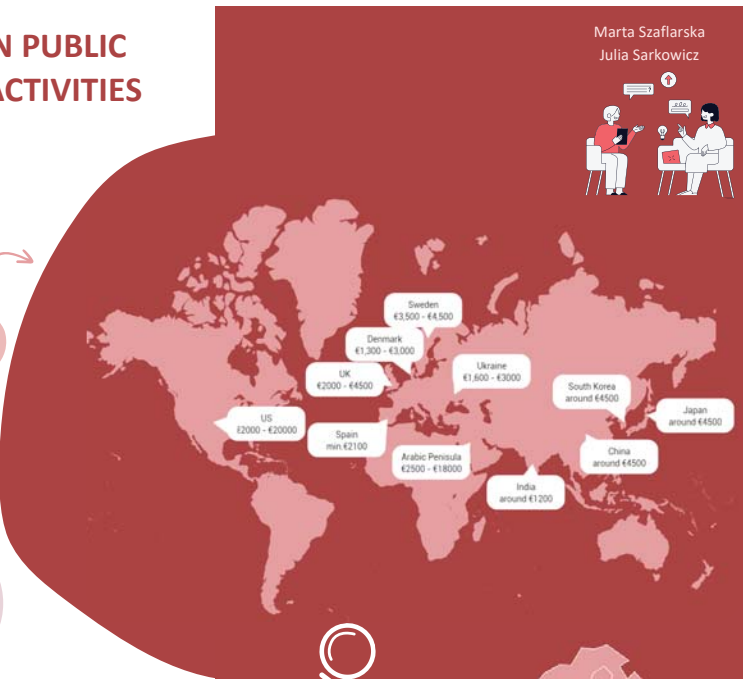 N PUBLIC
ACTIVITIES
Marta Szaflarska
Julia Sarkowicz
?
Sweden
€3,500 - €4,500
Denmark
€1,300 - €3,000
UK
€2000 - €4500
Ukraine
€1,600 - €3000
South Korea
around €4500
Japan
around €4500
US
£2000 - €20000
Spain
min.€2100
Arabic Penisula
€2500 - €18000
China
around €4500
India
around €1200